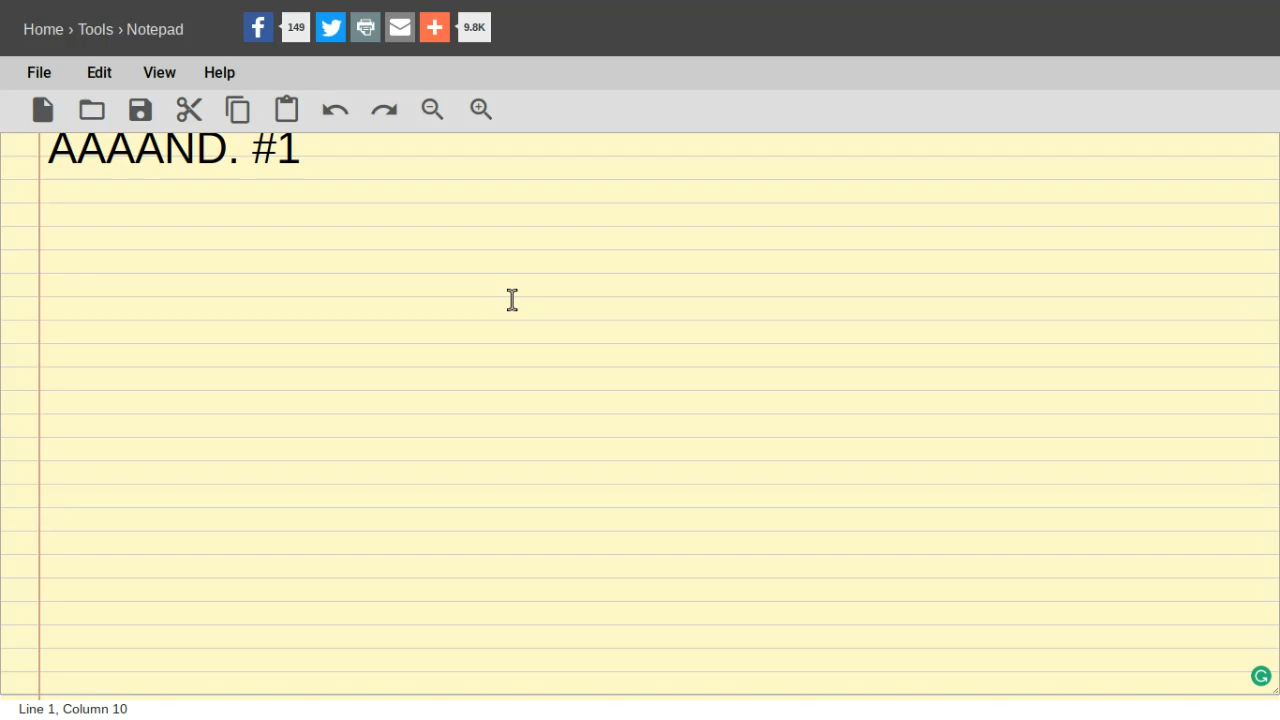 Home › Tools › Notepad 149 9.8K
File Edit View Help
AAAAND. #1
Line 1, Column 10